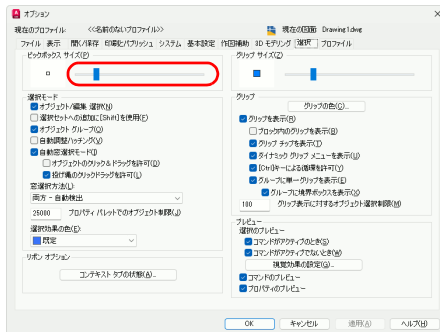 オプション
現在のプロファイル <<名前のないプロファイル>> 現在の図面 Drawing1.dwg
ファイル 表示 開く/保存 印刷とパブリッシュ システム 基本設定 作図補助 3D モデリング 選択 プロファイル
ピックボックス サイズ(P)
選択モード
オブジェクト/編集 選択(N)
選択セットへの追加に[Shift]を使用(F)
オブジェクト グループ(O)
自動調整ハッチング(V)
自動窓選択モード(I)
オブジェクトのクリック&ドラッグを許可(D)
投げ縄のクリックドラッグを許可(L)
窓選択方法(L):
両方 - 自動検出
25000 プロパティ パレットでのオブジェクト制限(J)
選択効果の色(E):
既定
リボン オプション
コンテキスト タブの状態(A)...
グリップ サイズ(Z)
グリップ
グリップの色(C)...
グリップを表示(R)
ブロック内のグリップを表示(B)
グリップ チップを表示(T)
ダイナミック グリップ メニューを表示(U)
[Ctrl]キーによる循環を許可(Y)
グループに単一グリップを表示(E)
グループに境界ボックスを表示(X)
100 グリップ表示に対するオブジェクト選択制限(M)
プレビュー
選択のプレビュー
コマンドがアクティブのとき(S)
コマンドがアクティブでないとき(W)
視覚効果の設定(G)...
コマンドのプレビュー
プロパティのプレビュー
OK キャンセル 適用(A) ヘルプ(H)